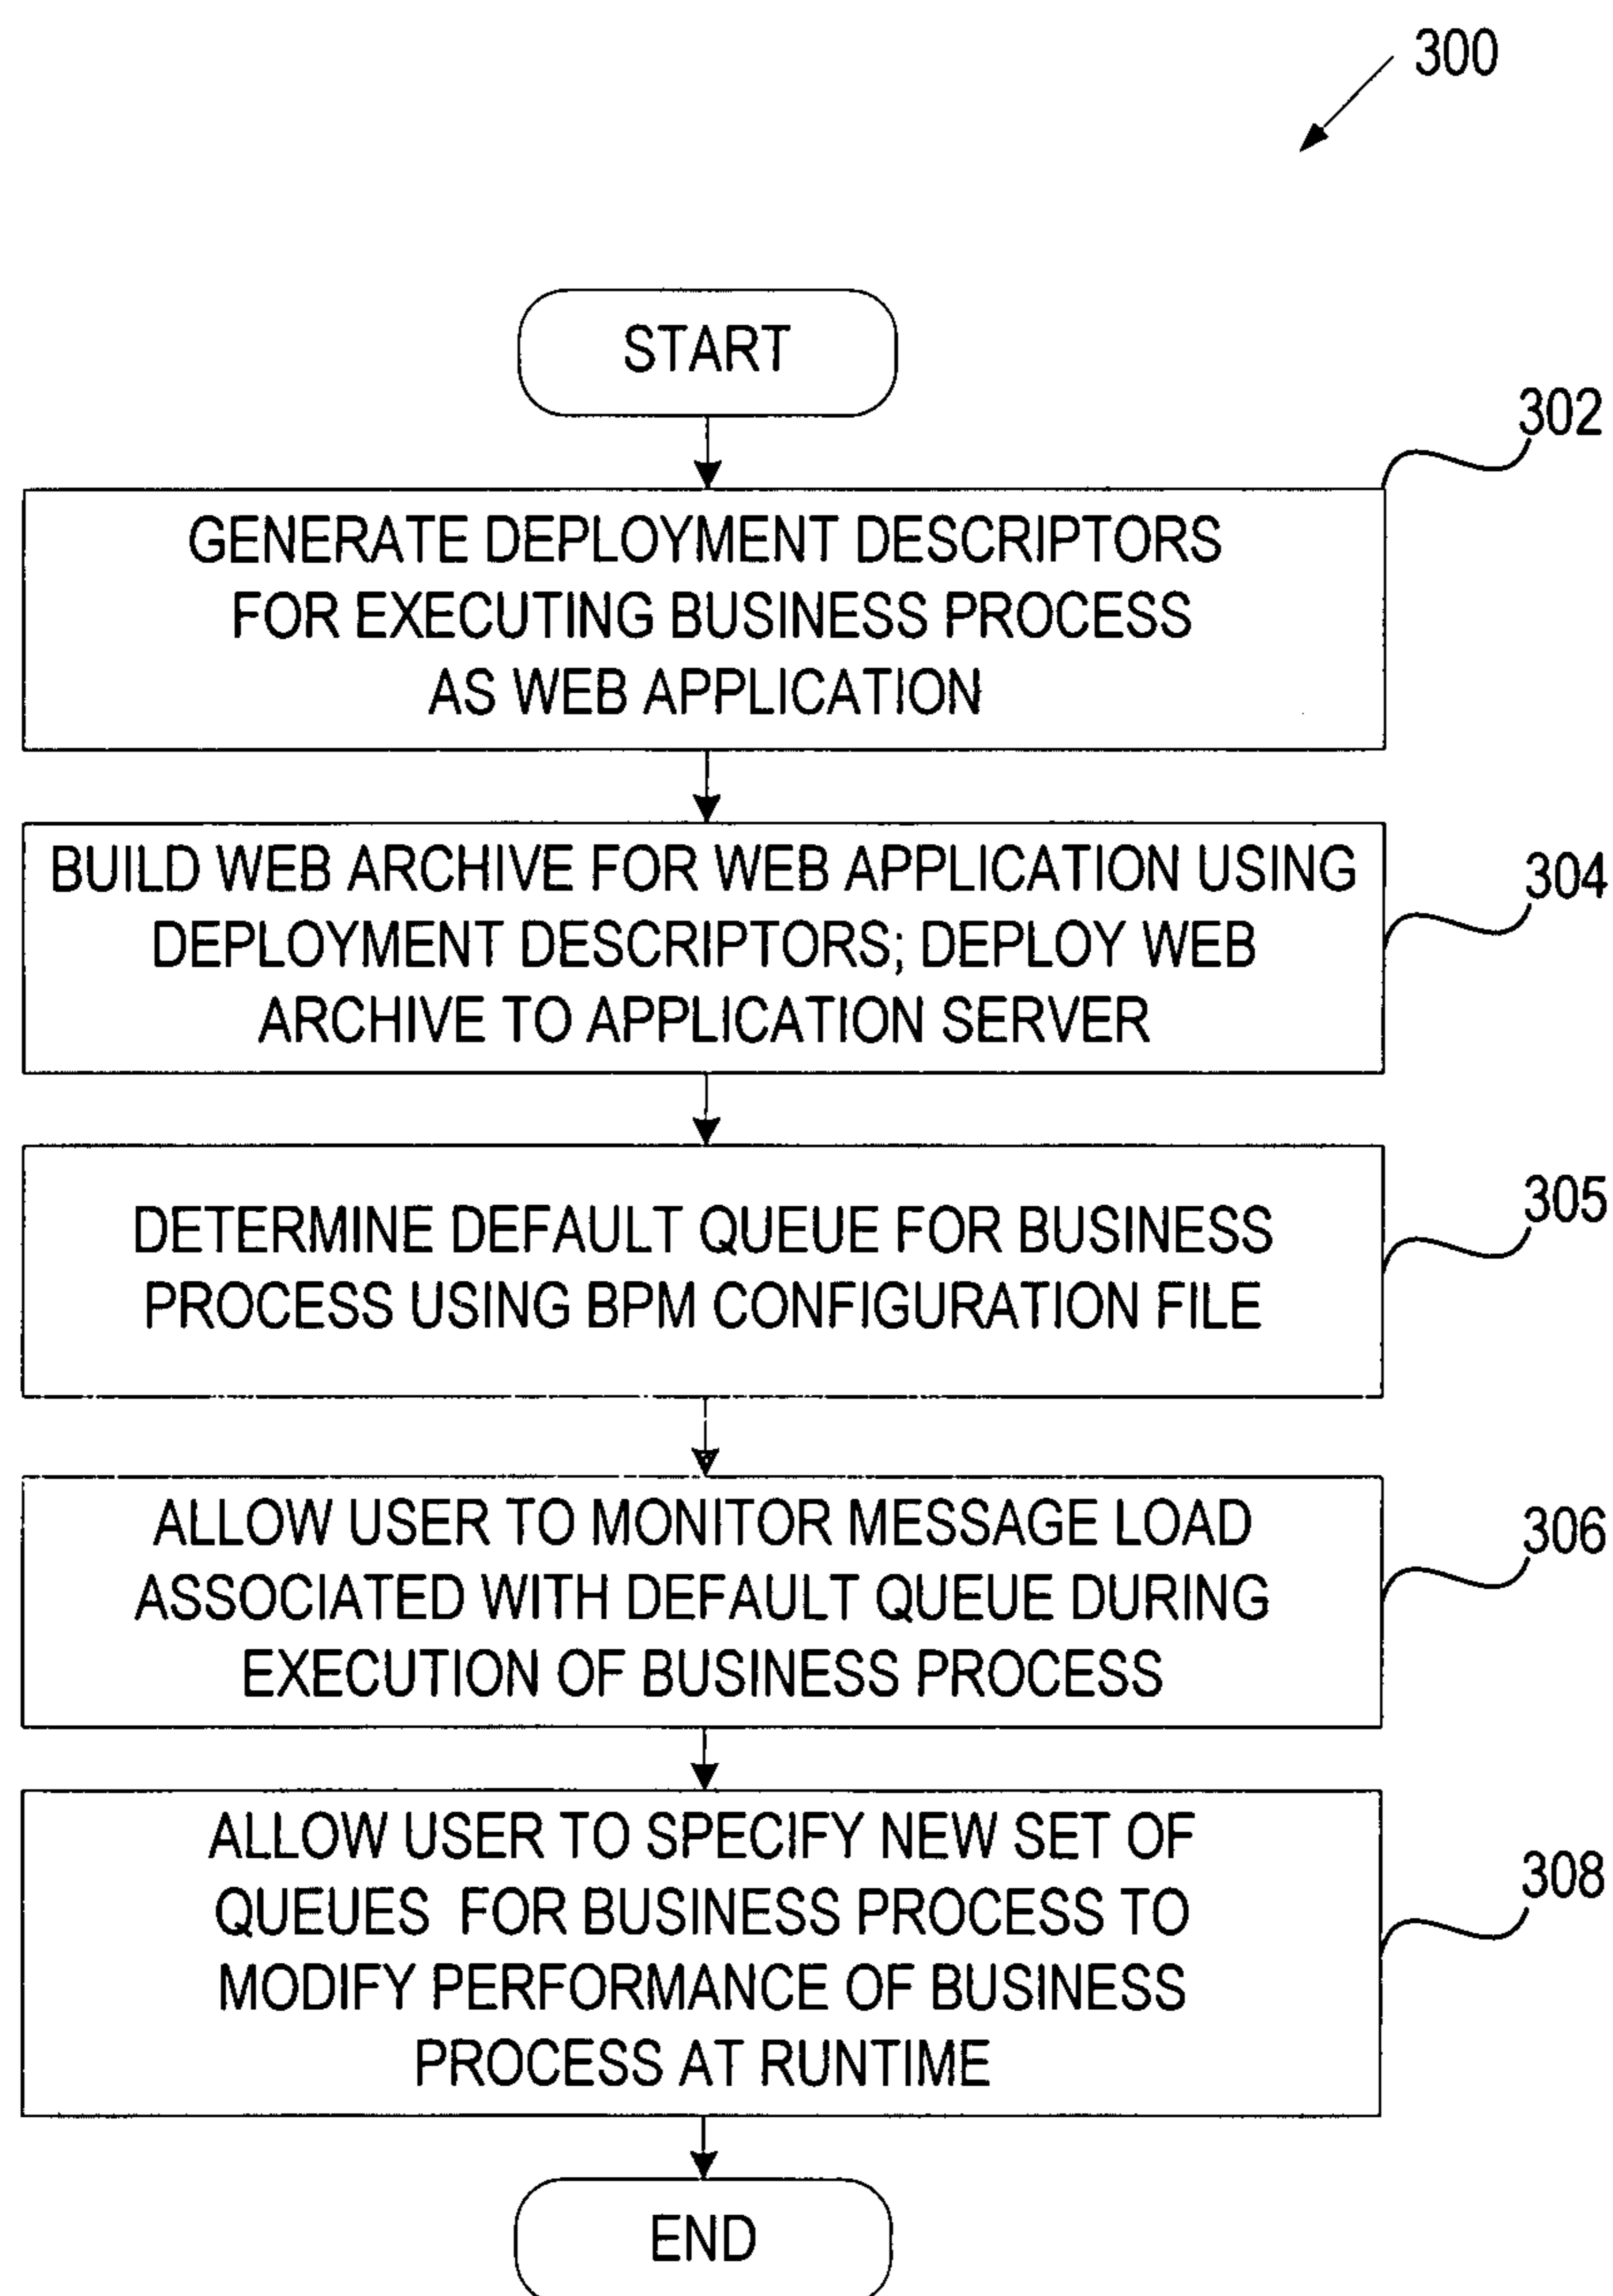 300
START
302
GENERATE DEPLOYMENT DESCRIPTORS
FOR EXECUTING BUSINESS PROCESS
AS WEB APPLICATION
BUILD WEB ARCHIVE FOR WEB APPLICATION USING
DEPLOYMENT DESCRIPTORS; DEPLOY WEB
ARCHIVE TO APPLICATION SERVER
304
DETERMINE DEFAULT QUEUE FOR BUSINESS
PROCESS USING BPM CONFIGURATION FILE
305
ALLOW USER TO MONITOR MESSAGE LOAD
ASSOCIATED WITH DEFAULT QUEUE DURING
EXECUTION OF BUSINESS PROCESS
306
ALLOW USER TO SPECIFY NEW SET OF
QUEUES FOR BUSINESS PROCESS TO
MODIFY PERFORMANCE OF BUSINESS
PROCESS AT RUNTIME
308
END